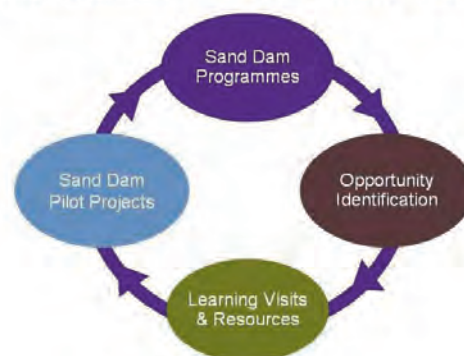 Sand Dam
Programmes
Opportunity
Identification
Learning Visits
& Resources
Sand Dam
Pilot Projects